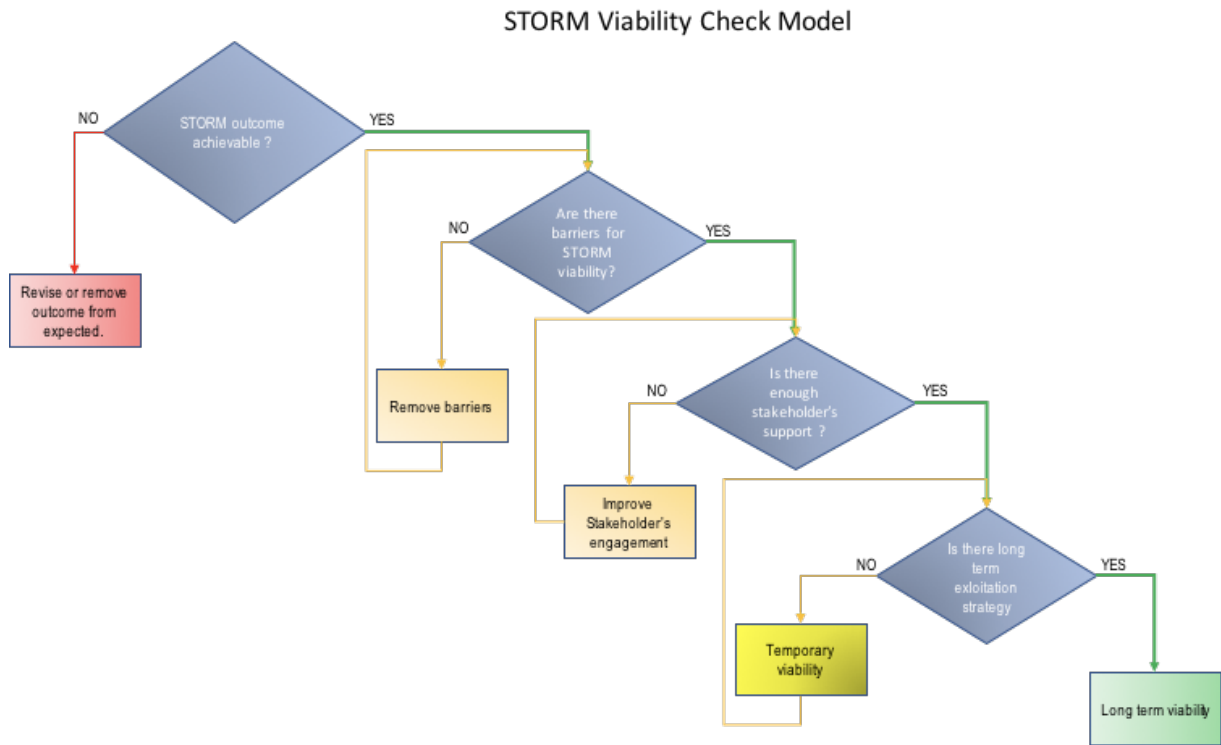 STORM Viability Check Model
NO
STORM outcome
achievable ?
YES
NO
Are there
barriers for
STORM
viability?
YES
Revise or remove
outcome from
expected.
Remove barriers
NO
Is there
enough
stakeholder's
support ?
YES
Improve
Stakeholder's
engagement
NO
Is there long
term
exloitation
strategy
YES
Temporary
viability
Long term viability